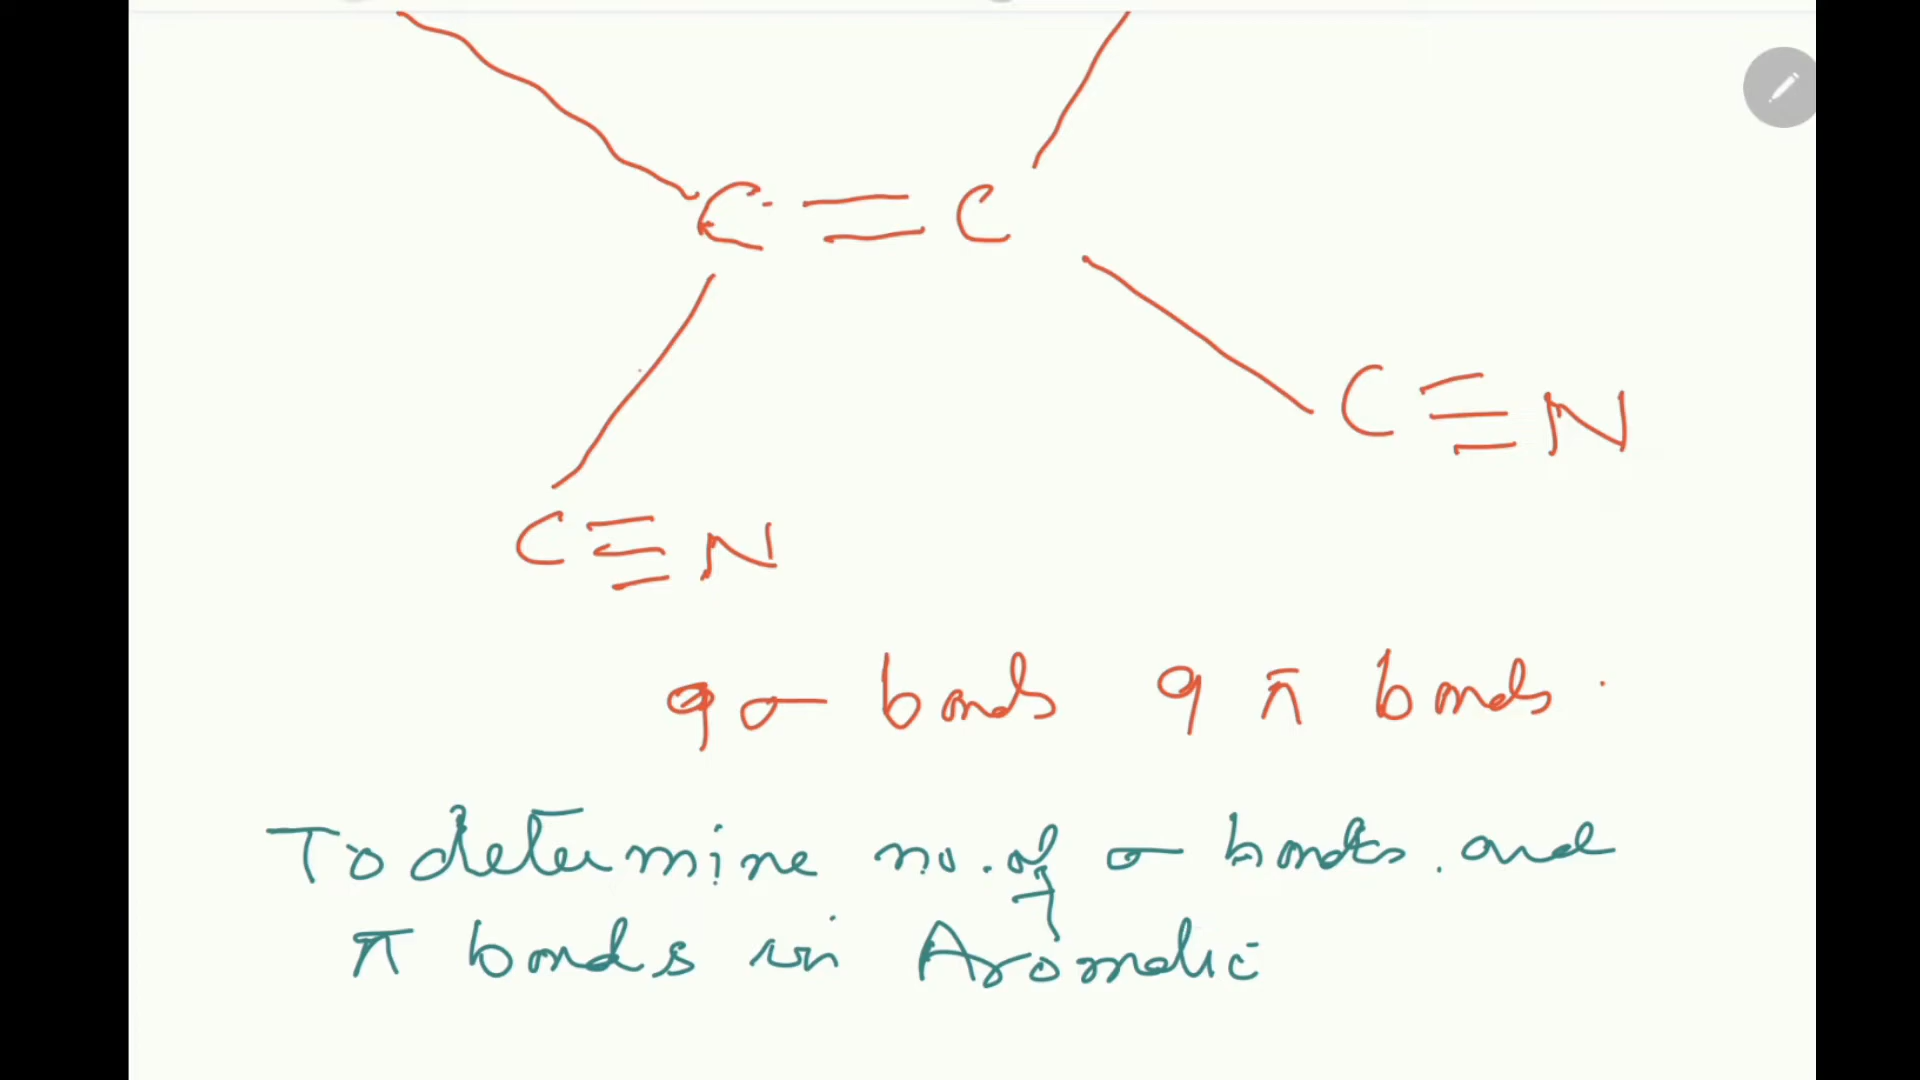 C = C
C ≡ N
C ≡ N
9 σ bonds 9 π bonds.
To determine no. of σ bonds. and
π bonds in Aromatic